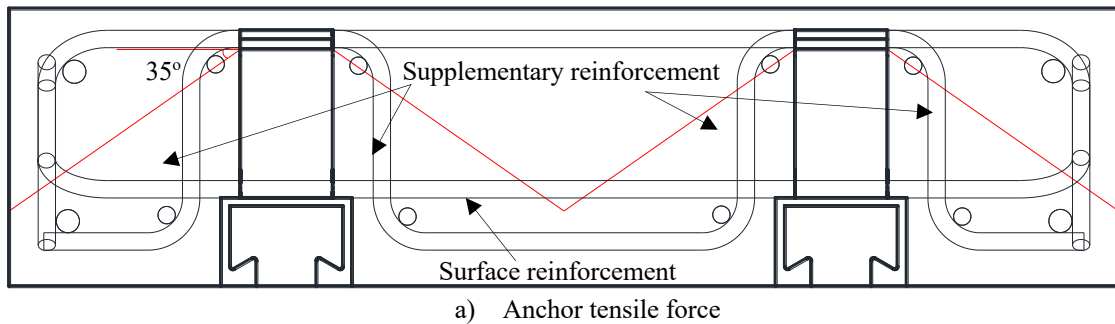 35º
Supplementary reinforcement
Surface reinforcement
a) Anchor tensile force